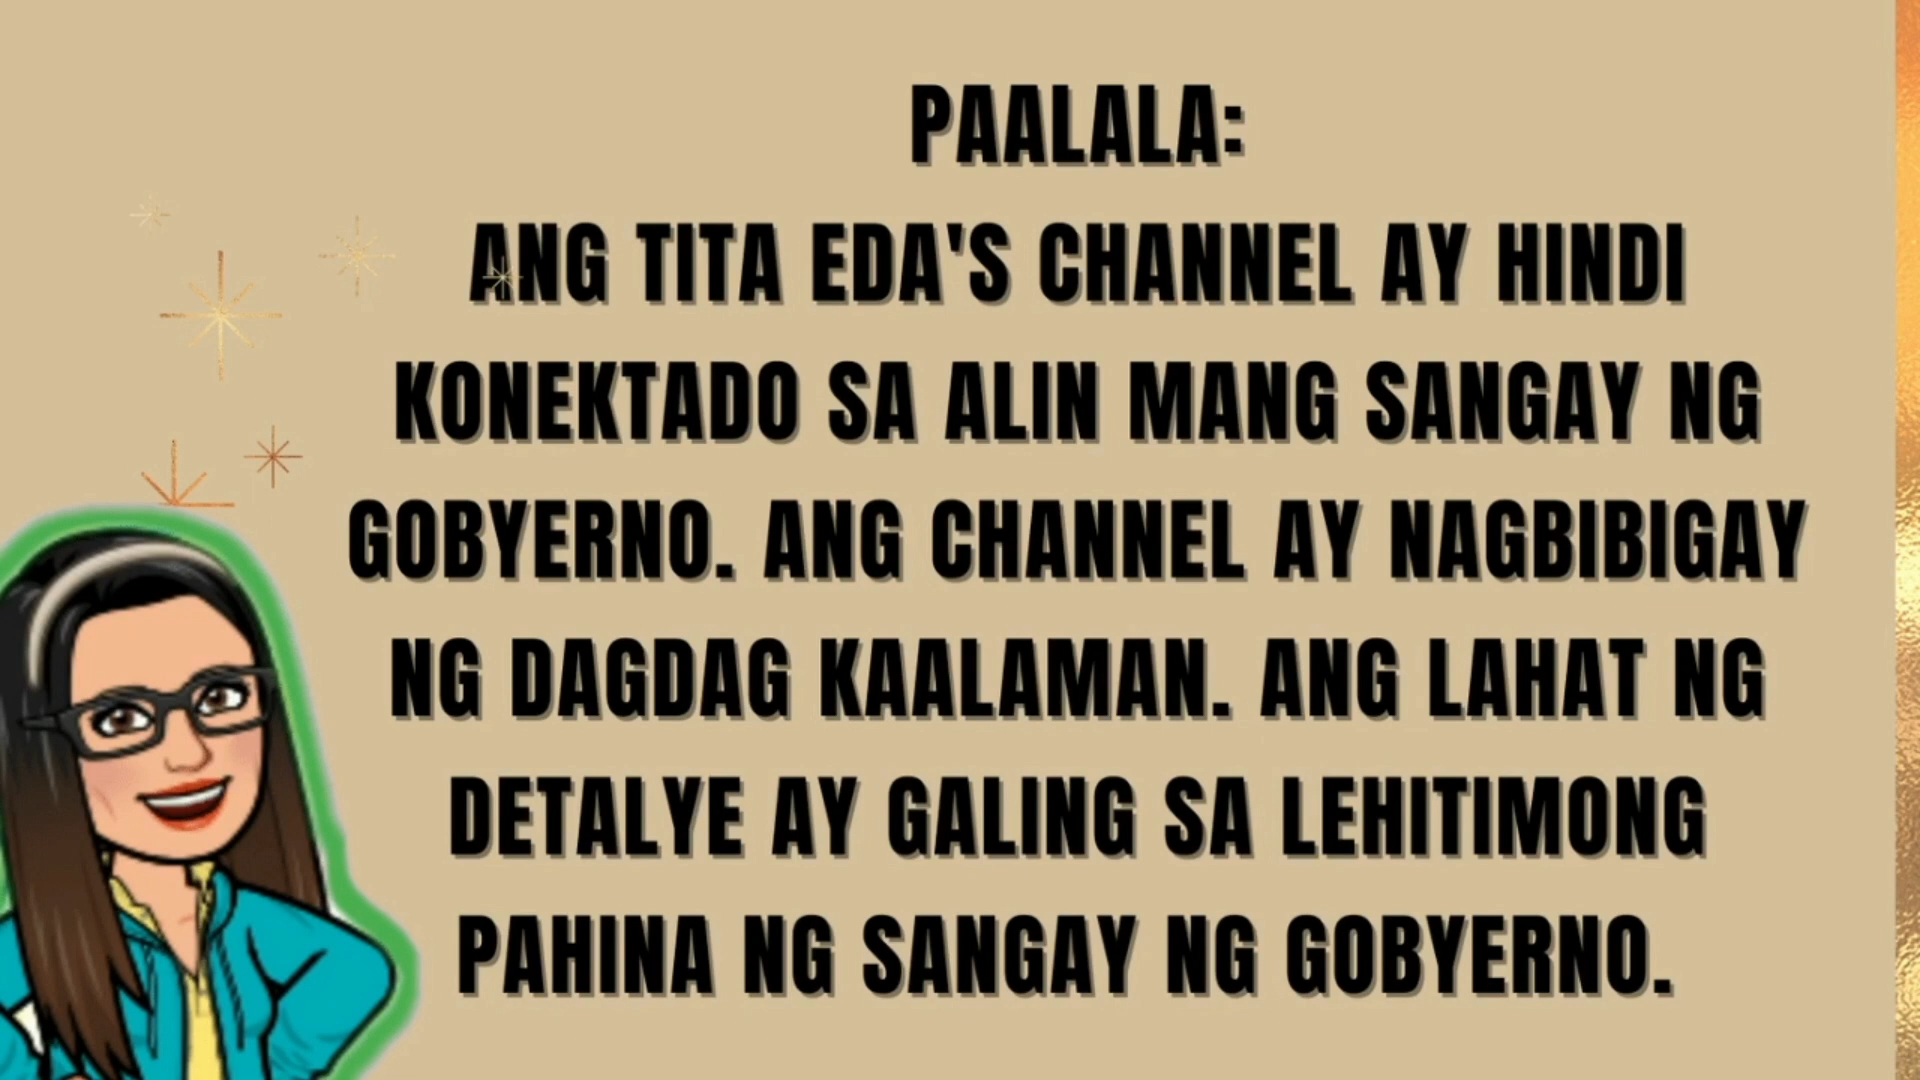 PAALALA:
ANG TITA EDA'S CHANNEL AY HINDI
KONEKTADO SA ALIN MANG SANGAY NG
GOBYERNO. ANG CHANNEL AY NAGBIBIGAY
NG DAGDAG KAALAMAN. ANG LAHAT NG
DETALYE AY GALING SA LEHITIMONG
PAHINA NG SANGAY NG GOBYERNO.